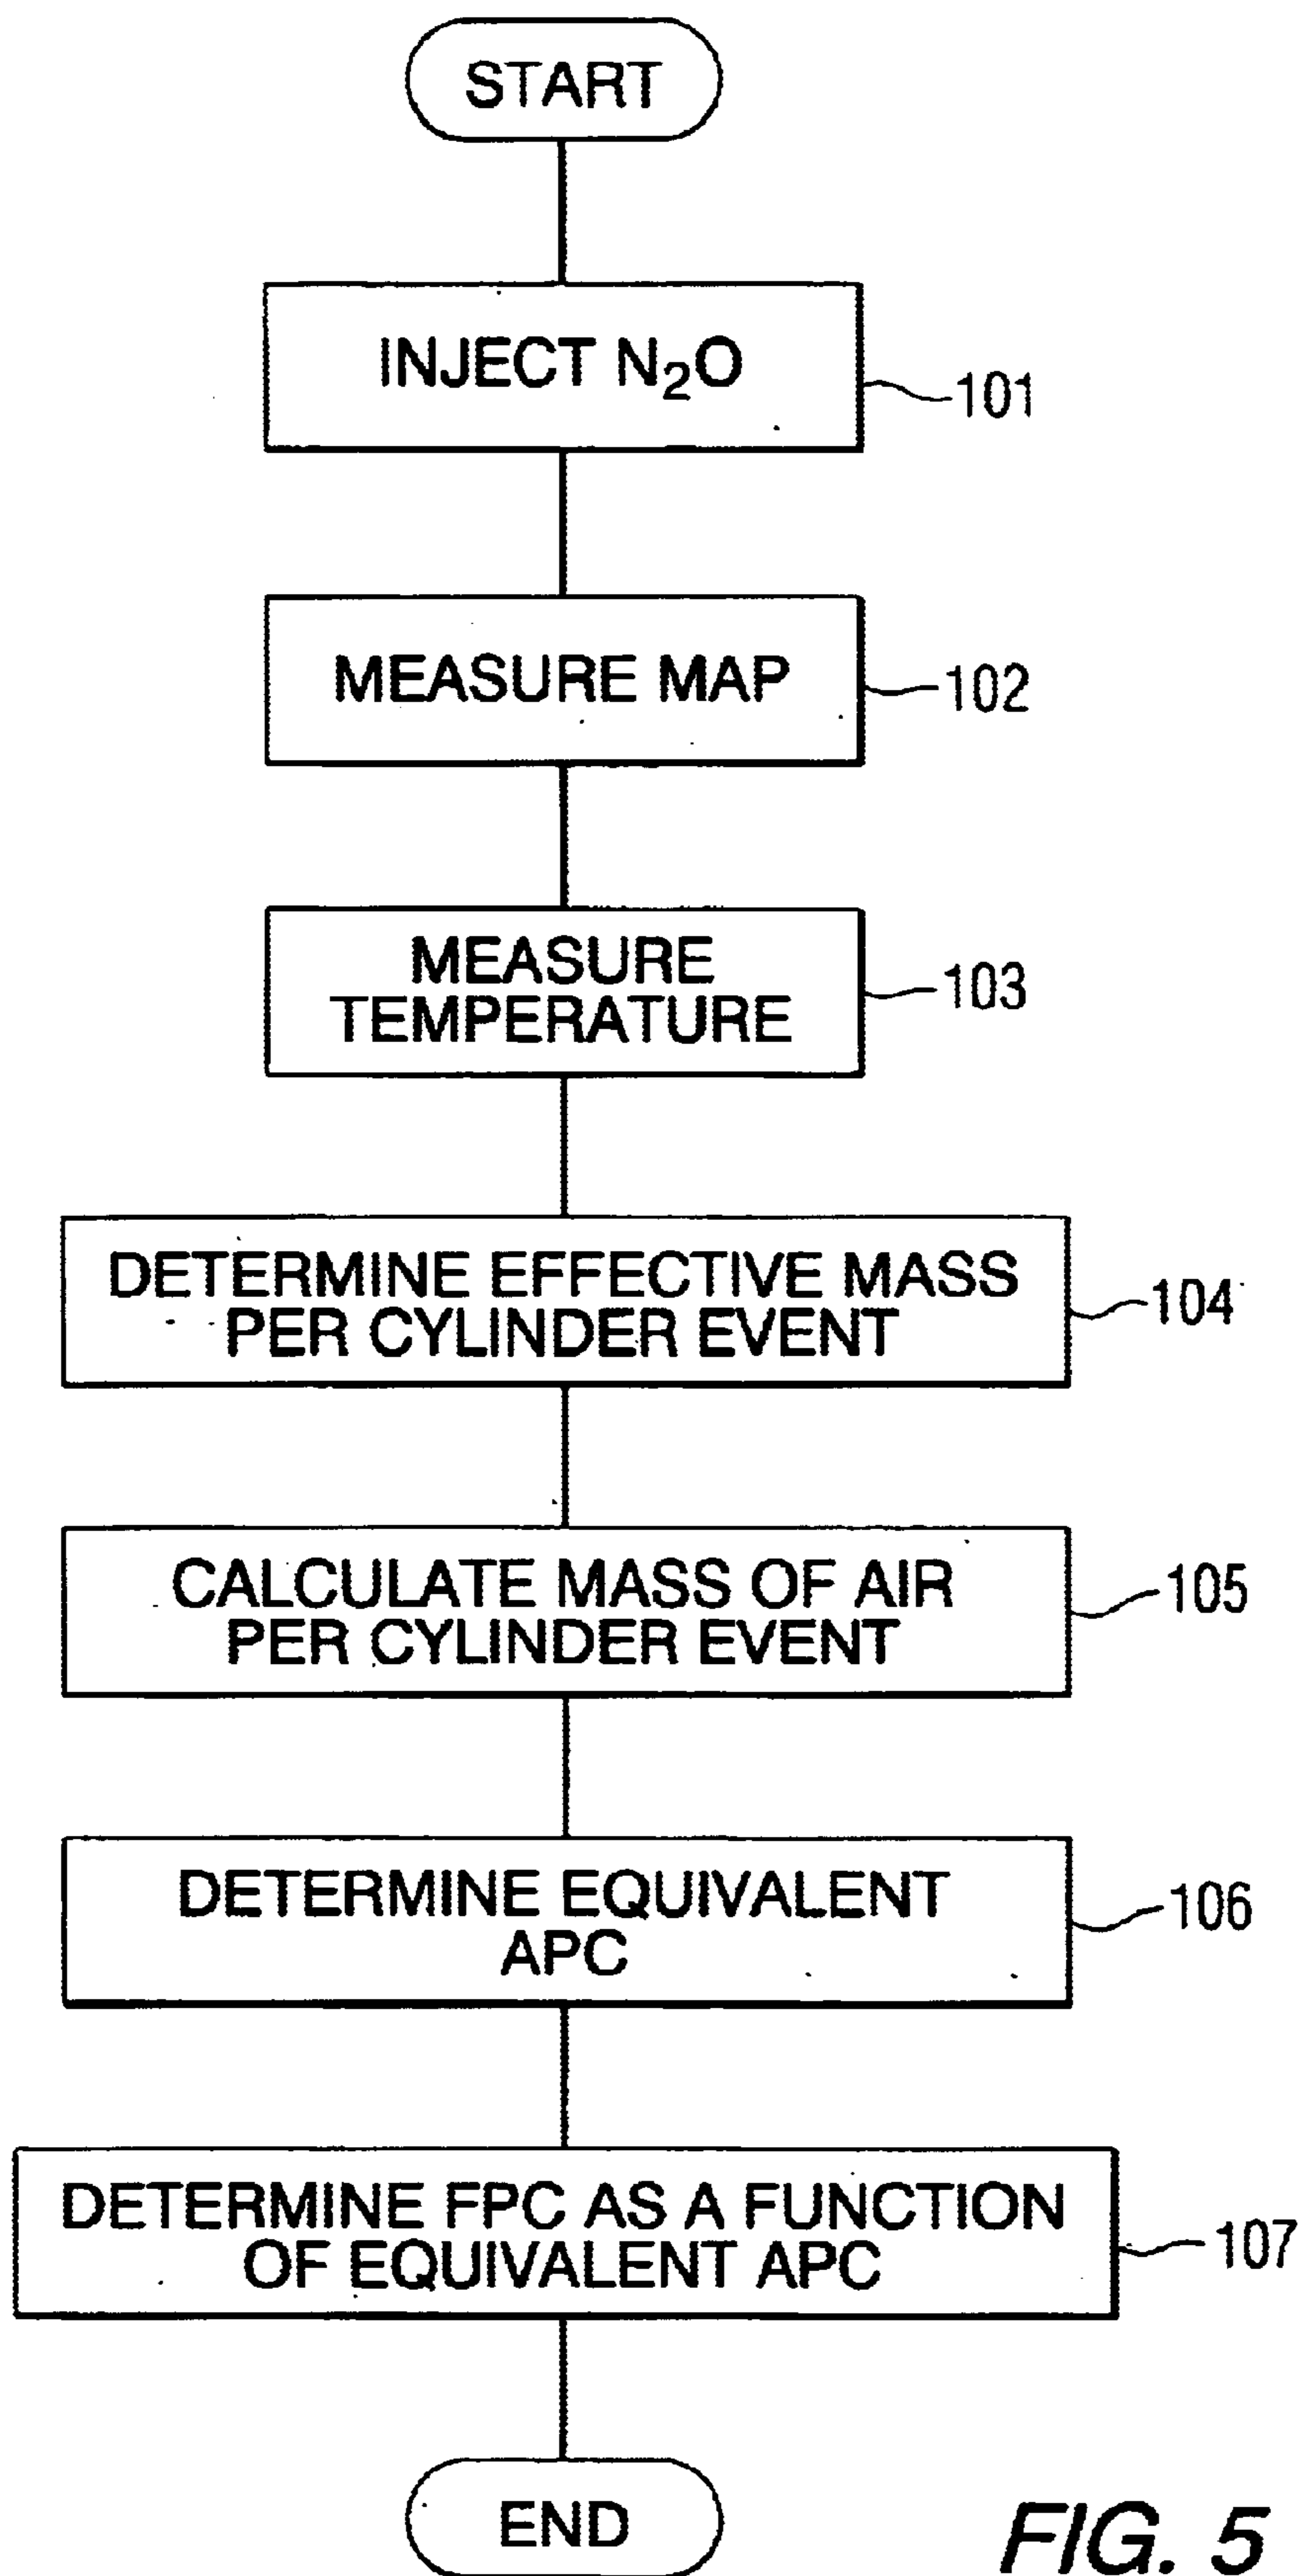 START
INJECT N₂O
101
MEASURE MAP
102
MEASURE
TEMPERATURE
103
DETERMINE EFFECTIVE MASS
PER CYLINDER EVENT
104
CALCULATE MASS OF AIR
PER CYLINDER EVENT
105
DETERMINE EQUIVALENT
APC
106
DETERMINE FPC AS A FUNCTION
OF EQUIVALENT APC
107
END
FIG. 5